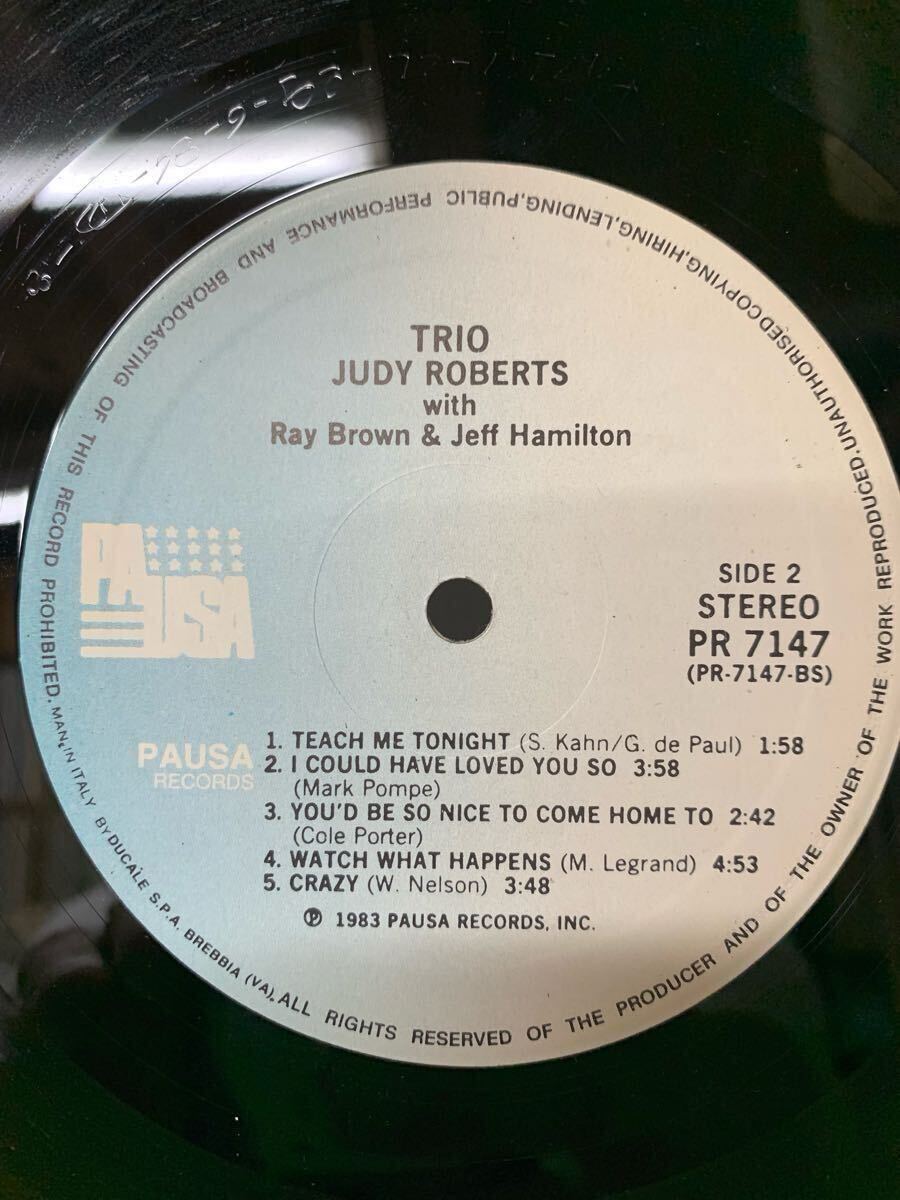 TRIO
JUDY ROBERTS
with
Ray Brown & Jeff Hamilton
PAUSA
SIDE 2
STEREO
PR 7147
(PR-7147-BS)
PAUSA
RECORDS
1. TEACH ME TONIGHT (S. Kahn/G. de Paul) 1:58
2. I COULD HAVE LOVED YOU SO 3:58
(Mark Pompe)
3. YOU'D BE SO NICE TO COME HOME TO 2:42
(Cole Porter)
4. WATCH WHAT HAPPENS (M. Legrand) 4:53
5. CRAZY (W. Nelson) 3:48
℗ 1983 PAUSA RECORDS, INC.
MAN. IN ITALY BY DUCALE S.P.A. BREBBIA (VA). ALL RIGHTS RESERVED OF THE PRODUCER AND OF THE OWNER OF THE WORK REPRODUCED. UNAUTHORISED COPYING, HIRING, LENDING, PUBLIC PERFORMANCE AND BROADCASTING OF THIS RECORD PROHIBITED.